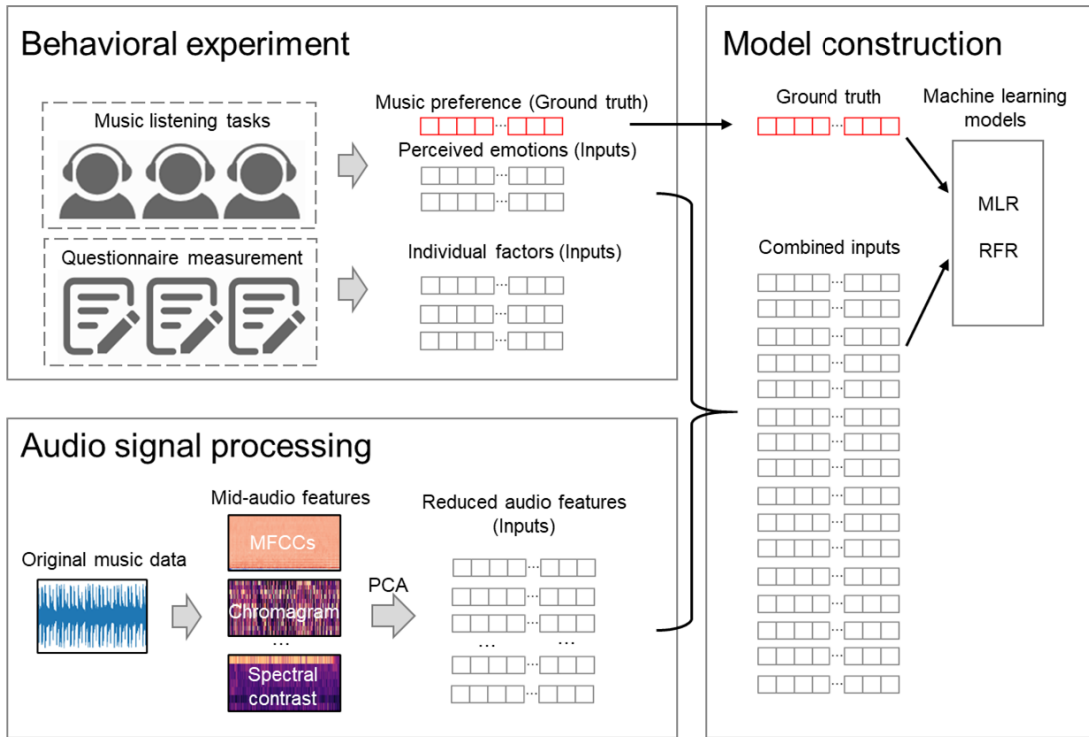 Behavioral experiment
Music listening tasks
Music preference (Ground truth)
Perceived emotions (Inputs)
Questionnaire measurement
Individual factors (Inputs)
Audio signal processing
Original music data
Mid-audio features
MFCCs
Chromagram
...
Spectral
contrast
PCA
Reduced audio features
(Inputs)
... ...
Model construction
Ground truth
Machine learning
models
MLR
RFR
Combined inputs